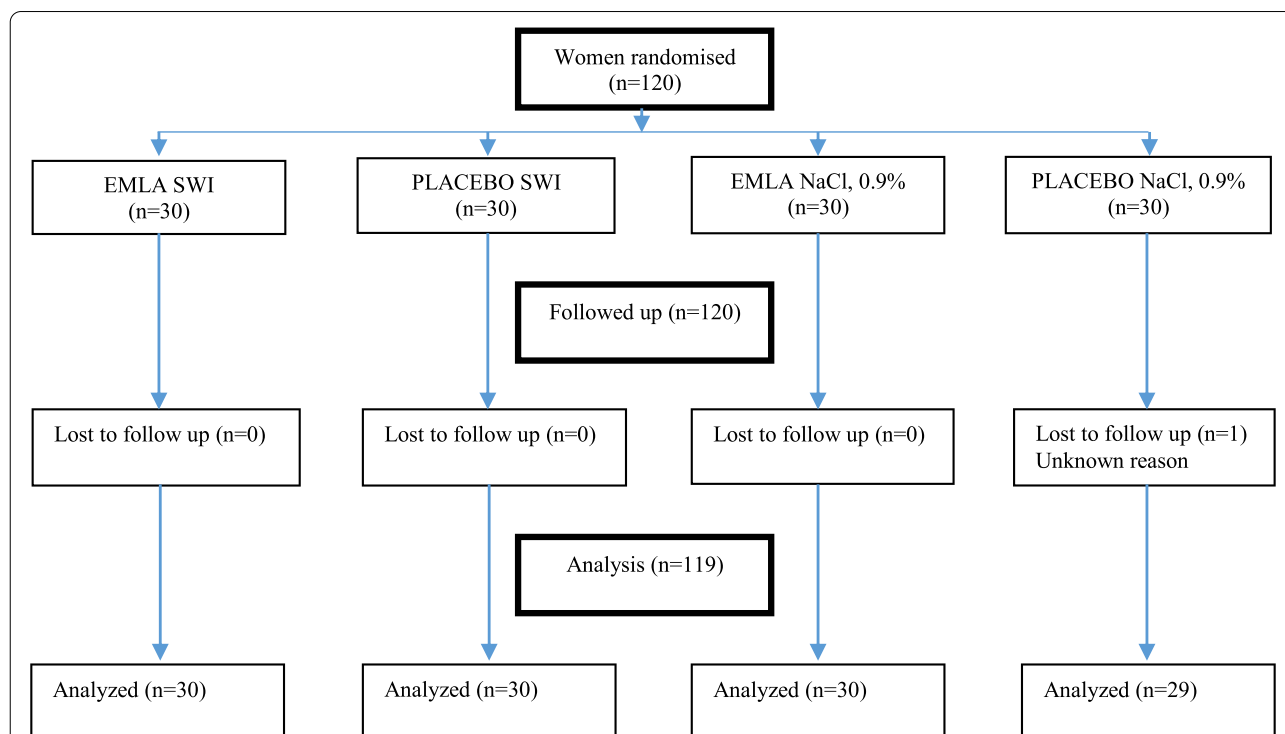 Women randomised
(n=120)
EMLA SWI
(n=30)
PLACEBO SWI
(n=30)
EMLA NaCl, 0.9%
(n=30)
PLACEBO NaCl, 0.9%
(n=30)
Followed up (n=120)
Lost to follow up (n=0)
Lost to follow up (n=0)
Lost to follow up (n=0)
Lost to follow up (n=1)
Unknown reason
Analysis (n=119)
Analyzed (n=30)
Analyzed (n=30)
Analyzed (n=30)
Analyzed (n=29)